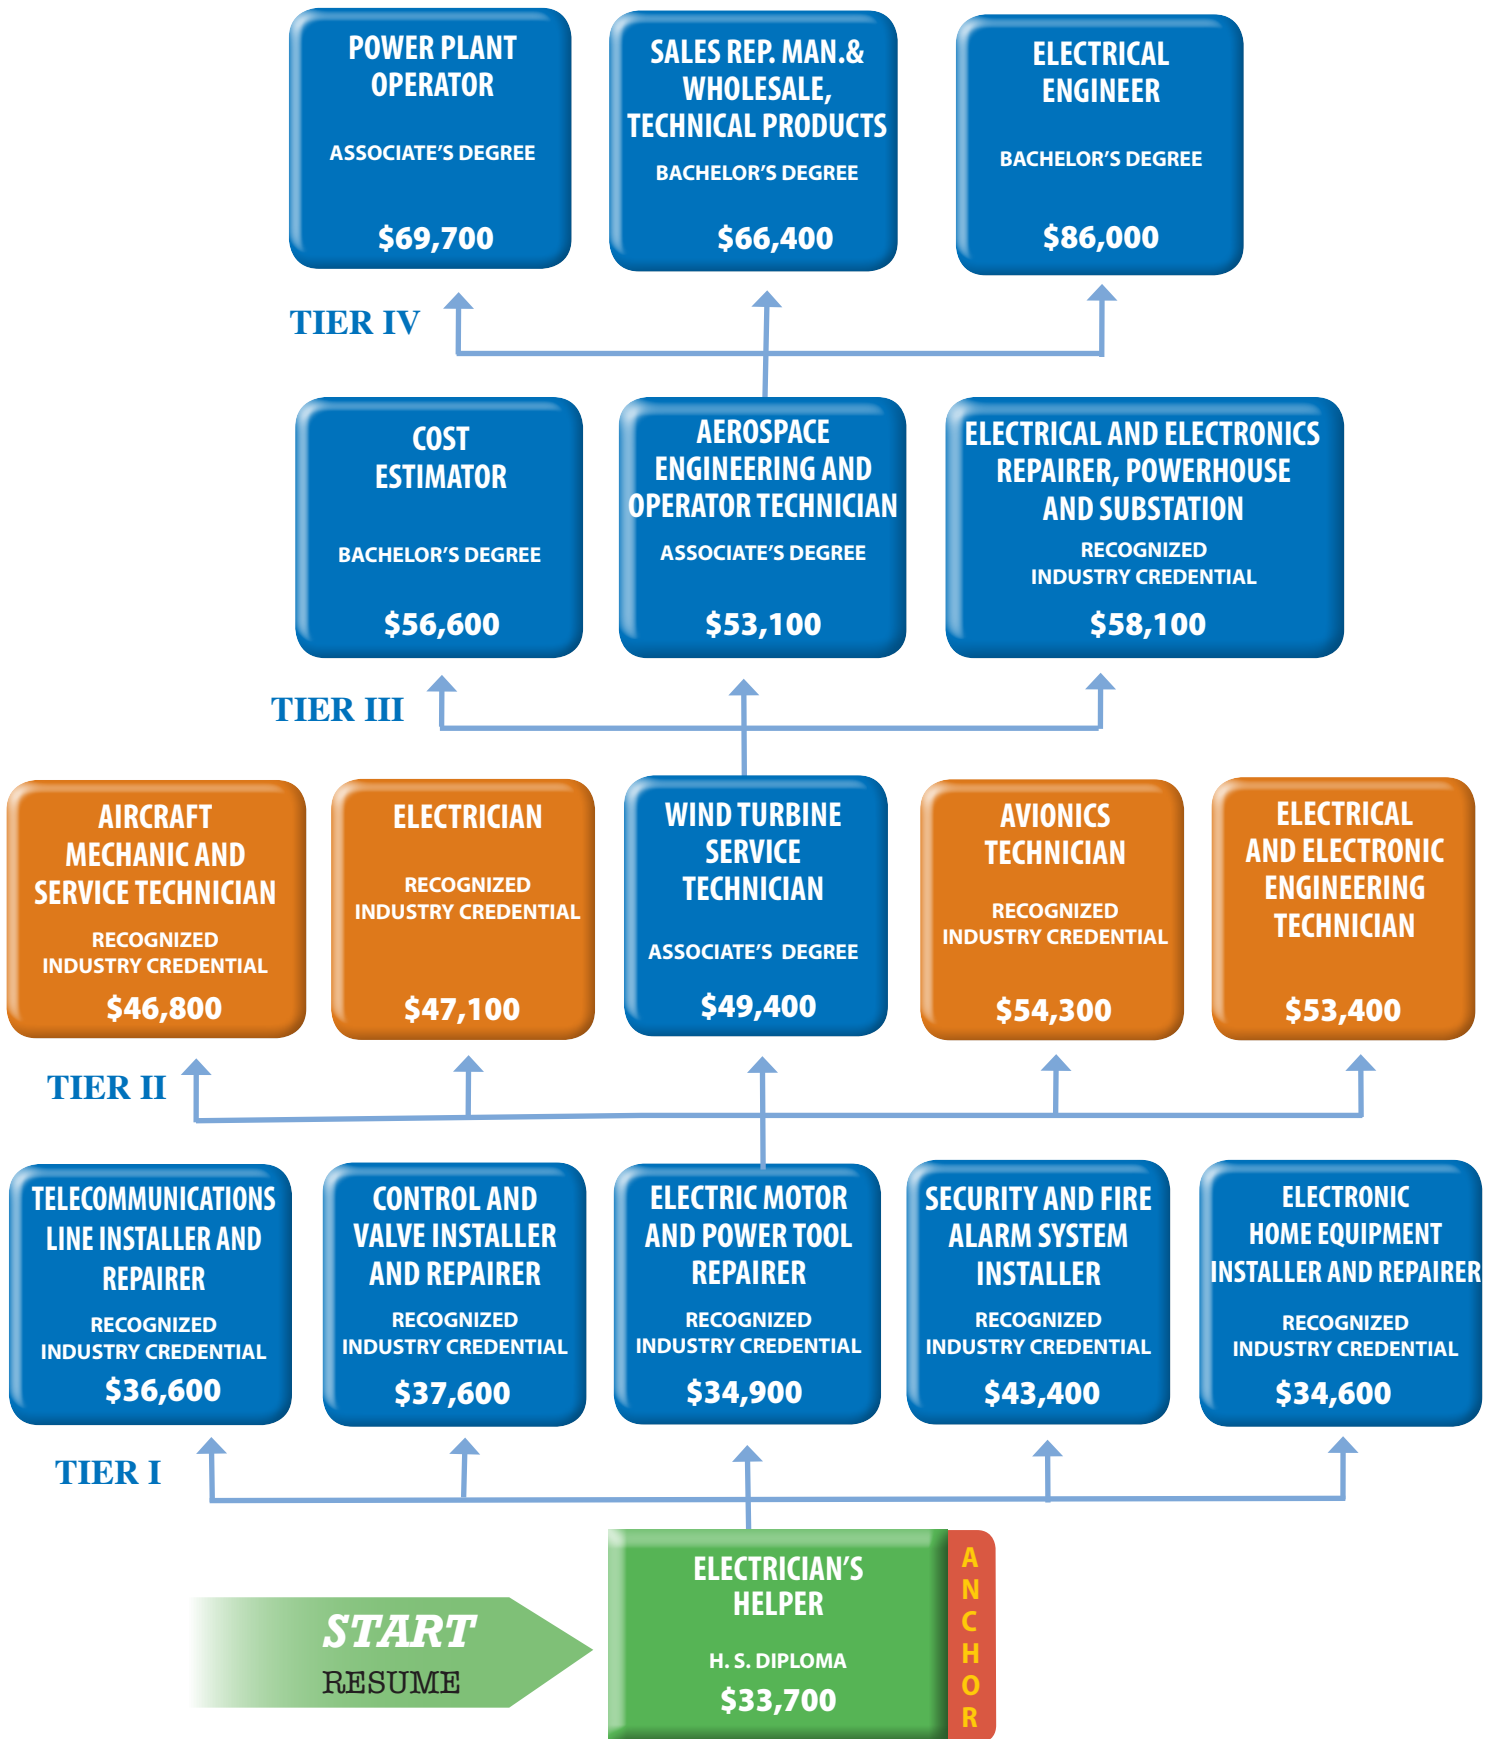 POWER PLANT
OPERATOR
ASSOCIATE'S DEGREE
$69,700
SALES REP. MAN.&
WHOLESALE,
TECHNICAL PRODUCTS
BACHELOR'S DEGREE
$66,400
ELECTRICAL
ENGINEER
BACHELOR'S DEGREE
$86,000
TIER IV
COST
ESTIMATOR
BACHELOR'S DEGREE
$56,600
AEROSPACE
ENGINEERING AND
OPERATOR TECHNICIAN
ASSOCIATE'S DEGREE
$53,100
ELECTRICAL AND ELECTRONICS
REPAIRER, POWERHOUSE
AND SUBSTATION
RECOGNIZED
INDUSTRY CREDENTIAL
$58,100
TIER III
AIRCRAFT
MECHANIC AND
SERVICE TECHNICIAN
RECOGNIZED
INDUSTRY CREDENTIAL
$46,800
ELECTRICIAN
RECOGNIZED
INDUSTRY CREDENTIAL
$47,100
WIND TURBINE
SERVICE
TECHNICIAN
ASSOCIATE'S DEGREE
$49,400
AVIONICS
TECHNICIAN
RECOGNIZED
INDUSTRY CREDENTIAL
$54,300
ELECTRICAL
AND ELECTRONIC
ENGINEERING
TECHNICIAN
$53,400
TIER II
TELECOMMUNICATIONS
LINE INSTALLER AND
REPAIRER
RECOGNIZED
INDUSTRY CREDENTIAL
$36,600
CONTROL AND
VALVE INSTALLER
AND REPAIRER
RECOGNIZED
INDUSTRY CREDENTIAL
$37,600
ELECTRIC MOTOR
AND POWER TOOL
REPAIRER
RECOGNIZED
INDUSTRY CREDENTIAL
$34,900
SECURITY AND FIRE
ALARM SYSTEM
INSTALLER
RECOGNIZED
INDUSTRY CREDENTIAL
$43,400
ELECTRONIC
HOME EQUIPMENT
INSTALLER AND REPAIRER
RECOGNIZED
INDUSTRY CREDENTIAL
$34,600
TIER I
START
RESUME
ELECTRICIAN'S
HELPER
H. S. DIPLOMA
$33,700
ANCHOR